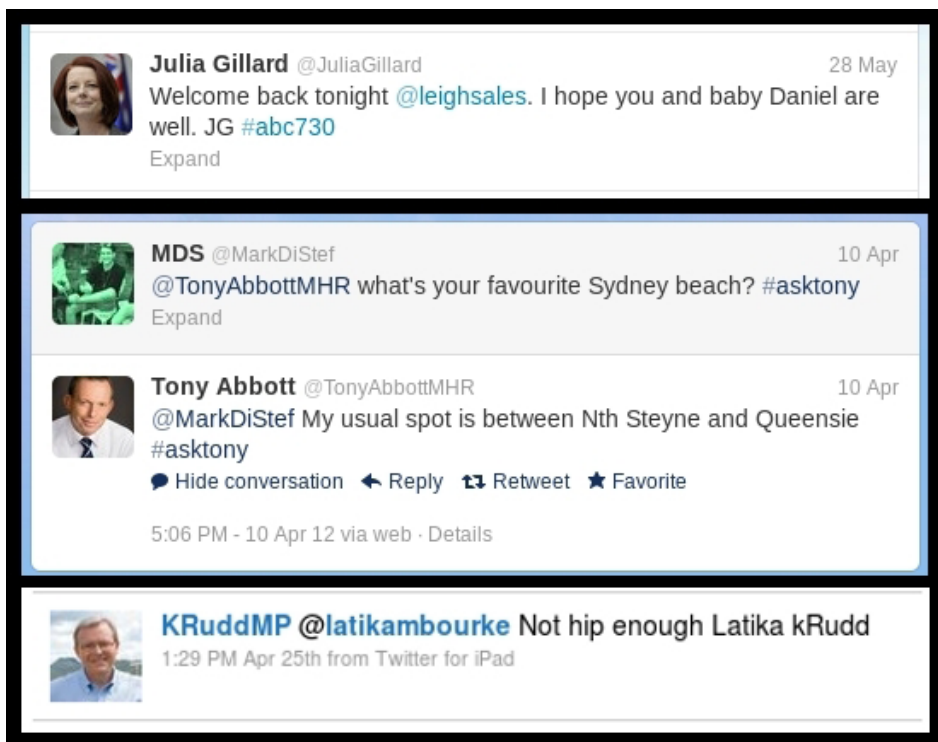 Julia Gillard @JuliaGillard 28 May
Welcome back tonight @leighsales. I hope you and baby Daniel are
well. JG #abc730
Expand
MDS @MarkDiStef 10 Apr
@TonyAbbottMHR what's your favourite Sydney beach? #asktony
Expand
Tony Abbott @TonyAbbottMHR 10 Apr
@MarkDiStef My usual spot is between Nth Steyne and Queensie
#asktony
Hide conversation Reply Retweet Favorite
5:06 PM - 10 Apr 12 via web · Details
KRuddMP @latikambourke Not hip enough Latika kRudd
1:29 PM Apr 25th from Twitter for iPad